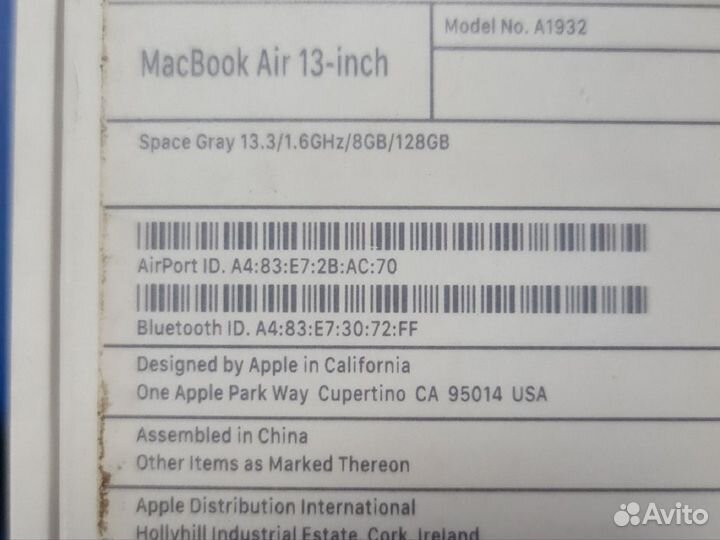 Model No. A1932
MacBook Air 13-inch
Space Gray 13.3/1.6GHz/8GB/128GB
AirPort ID. A4:83:E7:2B:AC:70
Bluetooth ID. A4:83:E7:30:72:FF
Designed by Apple in California
One Apple Park Way Cupertino CA 95014 USA
Assembled in China
Other Items as Marked Thereon
Apple Distribution International
Hollyhill Industrial Estate, Cork, Ireland
Avito